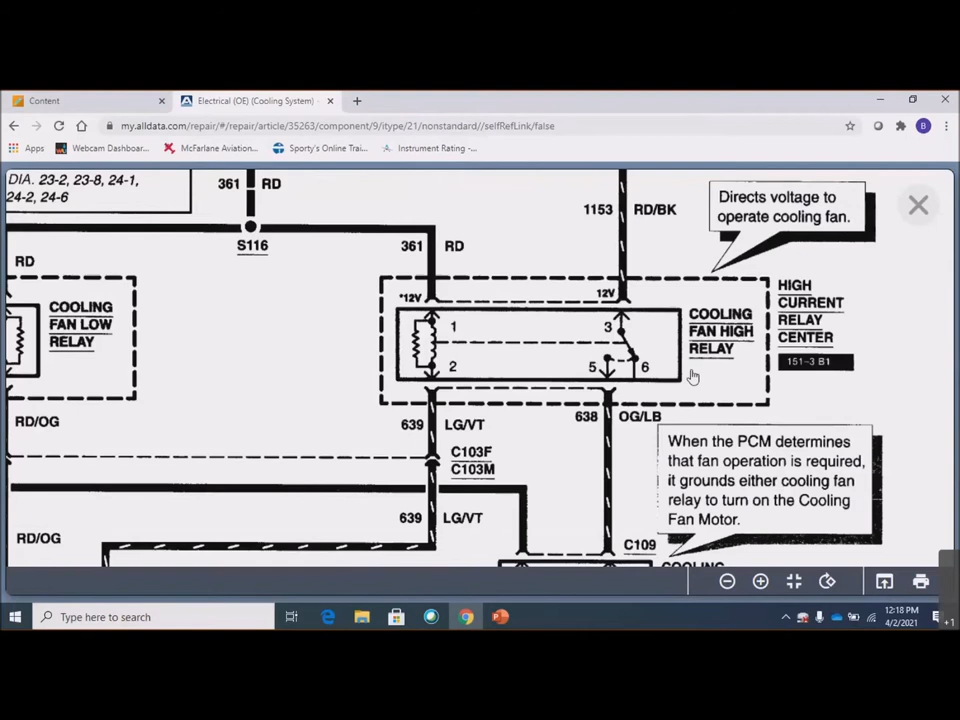 Content
Electrical (OE) (Cooling System) -
my.alldata.com/repair/#/repair/article/35263/component/9/itype/21/nonstandard//selfRefLink/false
B
Apps
Webcam Dashboar...
McFarlane Aviation...
Sporty's Online Trai...
Instrument Rating -...
DIA. 23-2, 23-8, 24-1,
24-2, 24-6
361 RD
S116
RD
361 RD
1153 RD/BK
Directs voltage to
operate cooling fan.
*12V
12V
COOLING
FAN LOW
RELAY
1
2
3
5
6
COOLING
FAN HIGH
RELAY
HIGH
CURRENT
RELAY
CENTER
151-3 B1
RD/OG
639 LG/VT
638 OG/LB
C103F
C103M
When the PCM determines
that fan operation is required,
it grounds either cooling fan
relay to turn on the Cooling
Fan Motor.
RD/OG
639 LG/VT
C109
COOLING
Type here to search
12:18 PM
4/2/2021
+1